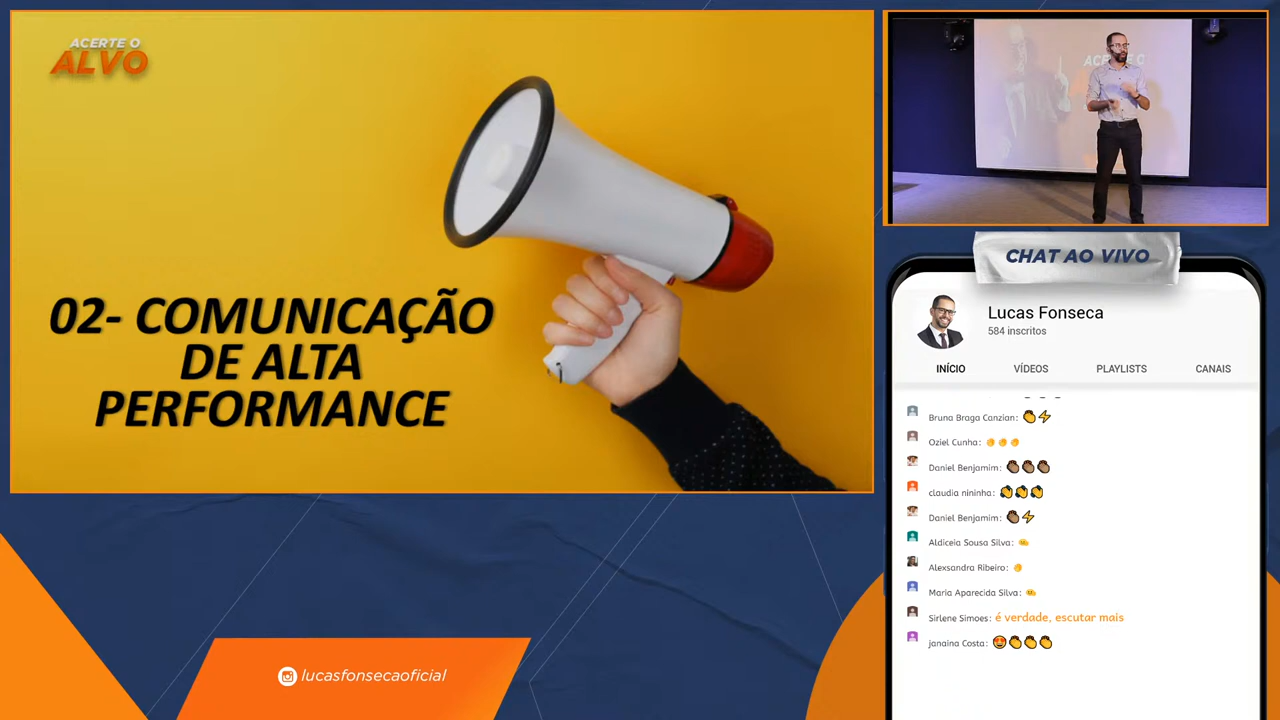 ACERTE O
ALVO
02- COMUNICAÇÃO
DE ALTA
PERFORMANCE
lucasfonsecaoficial
CHAT AO VIVO
Lucas Fonseca
584 inscritos
INÍCIO VÍDEOS PLAYLISTS CANAIS
Bruna Braga Canzian: 👏⚡
Oziel Cunha: 👏👏👏
Daniel Benjamim: 👏🏽👏🏽👏🏽
claudia nininha: 👏👏👏
Daniel Benjamim: 👏🏽⚡
Aldiceia Sousa Silva:
Alexsandra Ribeiro: 👏
Maria Aparecida Silva:
Sirlene Simoes: é verdade, escutar mais
janaina Costa: 🤩👏👏👏